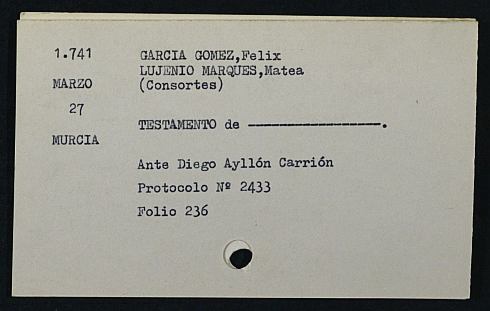 1.741
MARZO
27
MURCIA
GARCIA GOMEZ,Felix
LUJENIO MARQUES,Matea
(Consortes)
TESTAMENTO de ------------------.
Ante Diego Ayllón Carrión
Protocolo Nº 2433
Folio 236